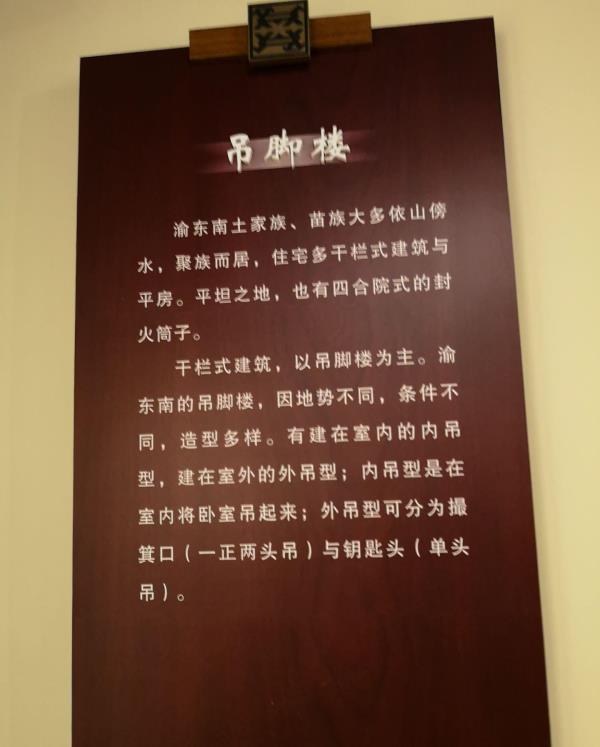 吊脚楼
渝东南土家族、苗族大多依山傍
水，聚族而居，住宅多干栏式建筑与
平房。平坦之地，也有四合院式的封
火筒子。
干栏式建筑，以吊脚楼为主。渝
东南的吊脚楼，因地势不同，条件不
同，造型多样。有建在室内的内吊
型，建在室外的外吊型；内吊型是在
室内将卧室吊起来；外吊型可分为撮
箕口（一正两头吊）与钥匙头（单头
吊）。